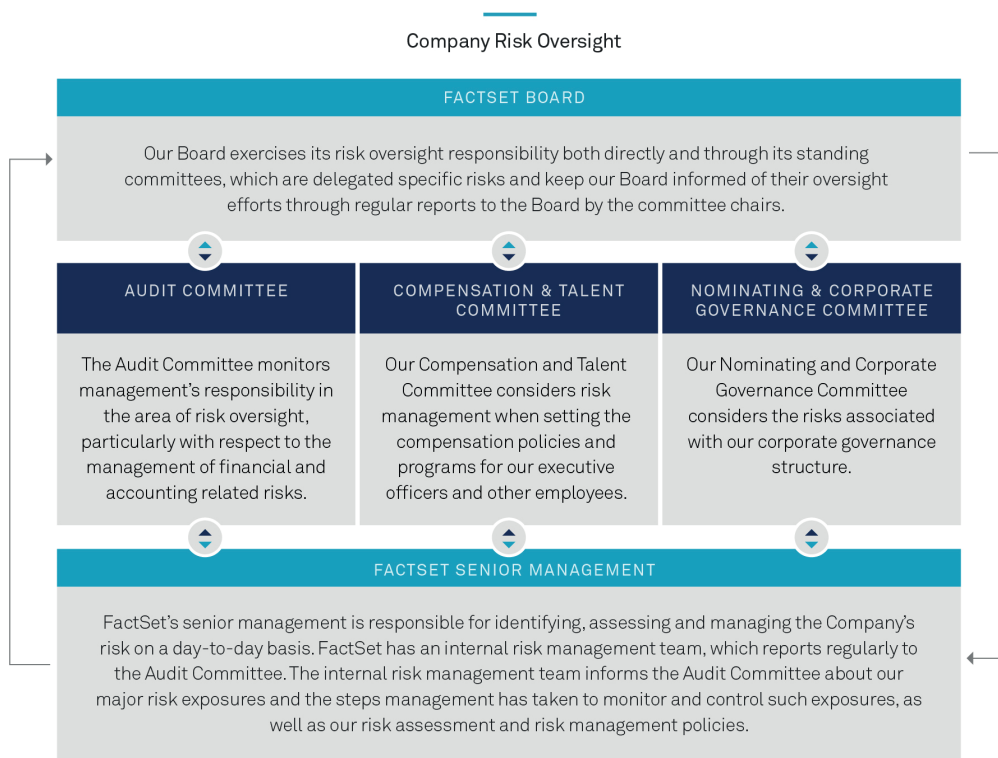 Company Risk Oversight
FACTSET BOARD
Our Board exercises its risk oversight responsibility both directly and through its standing
committees, which are delegated specific risks and keep our Board informed of their oversight
efforts through regular reports to the Board by the committee chairs.
AUDIT COMMITTEE
The Audit Committee monitors
management’s responsibility in
the area of risk oversight,
particularly with respect to the
management of financial and
accounting related risks.
COMPENSATION & TALENT
COMMITTEE
Our Compensation and Talent
Committee considers risk
management when setting the
compensation policies and
programs for our executive
officers and other employees.
NOMINATING & CORPORATE
GOVERNANCE COMMITTEE
Our Nominating and Corporate
Governance Committee
considers the risks associated
with our corporate governance
structure.
FACTSET SENIOR MANAGEMENT
FactSet’s senior management is responsible for identifying, assessing and managing the Company’s
risk on a day-to-day basis. FactSet has an internal risk management team, which reports regularly to
the Audit Committee. The internal risk management team informs the Audit Committee about our
major risk exposures and the steps management has taken to monitor and control such exposures, as
well as our risk assessment and risk management policies.